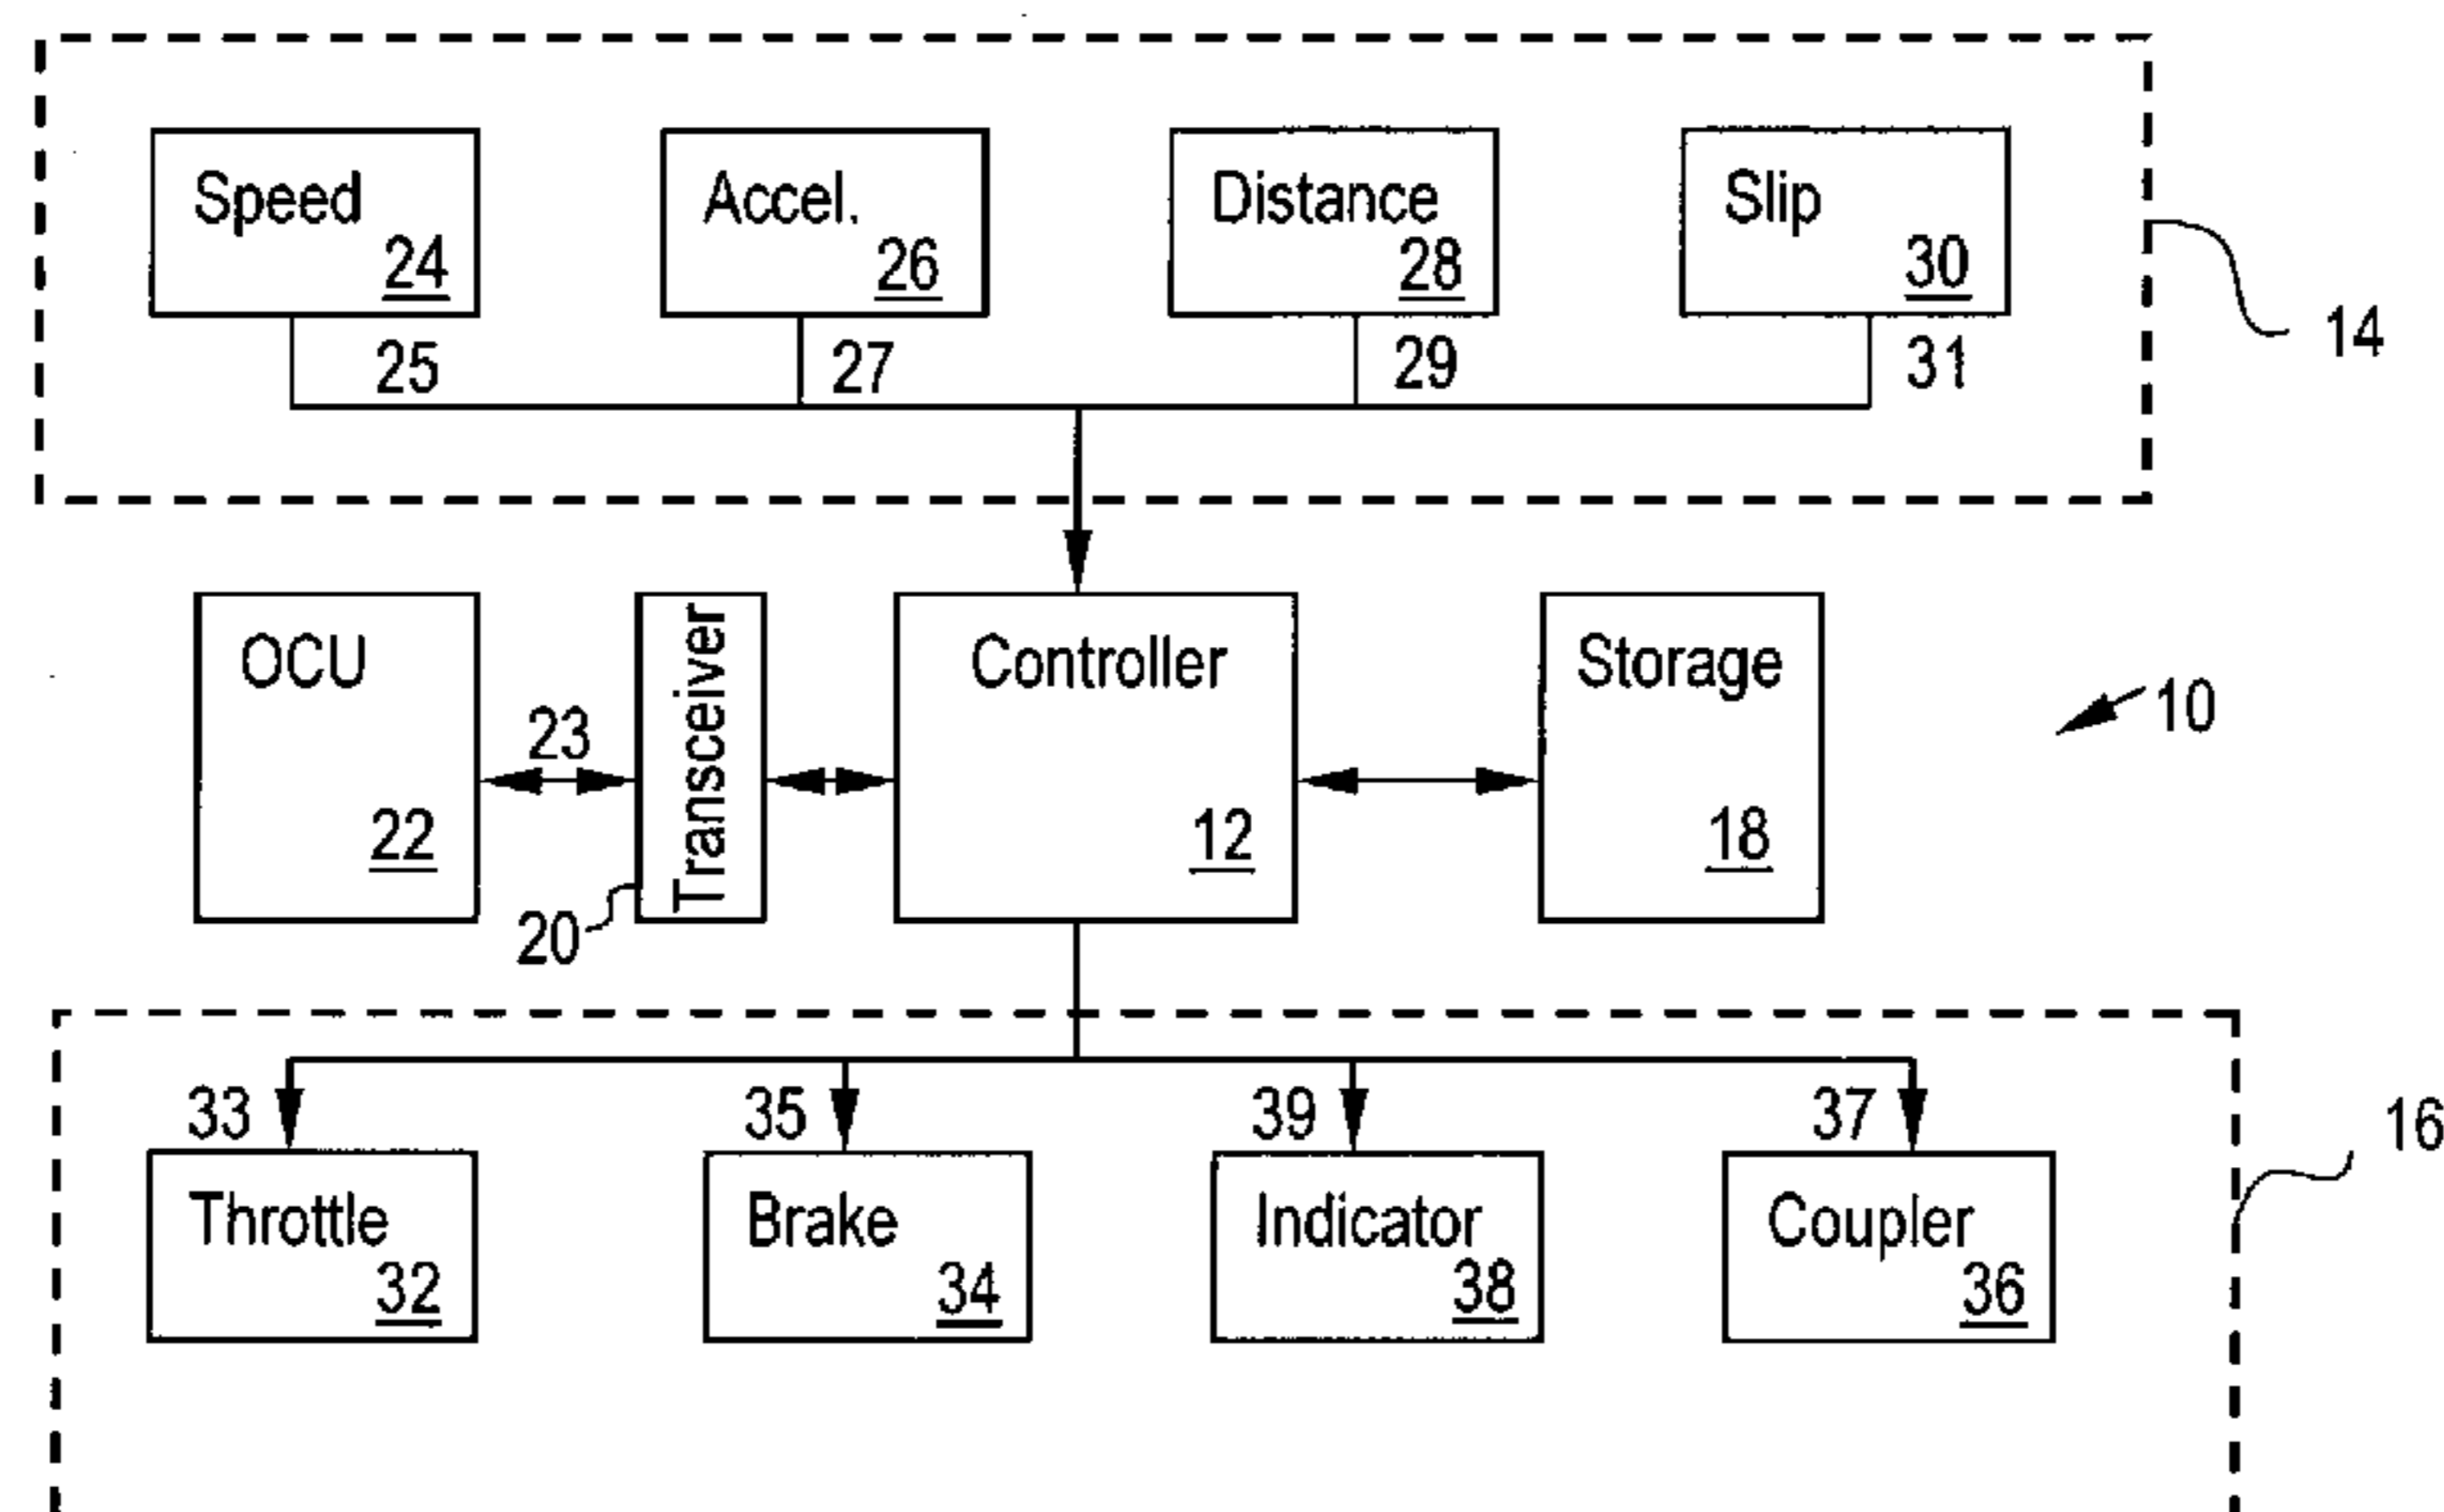 Speed
24
Accel.
26
Distance
28
Slip
30
25
27
29
31
14
OCU
22
23
Transceiver
20
Controller
12
Storage
18
10
33
35
39
37
16
Throttle
32
Brake
34
Indicator
38
Coupler
36